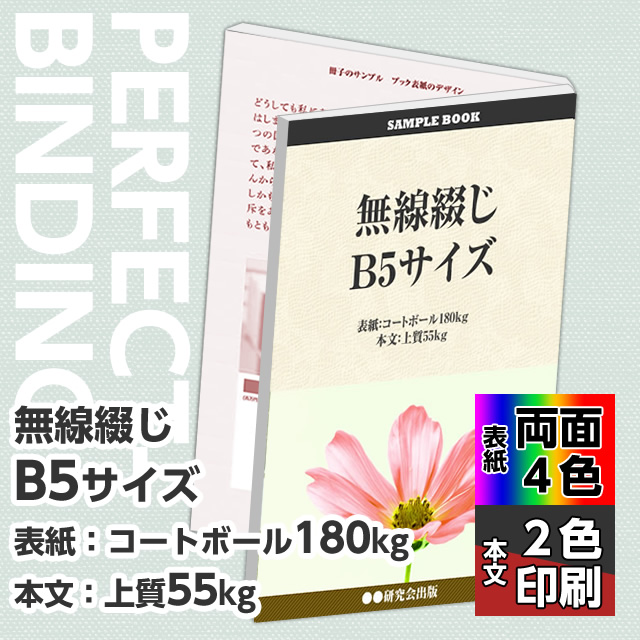 PERFECT
BINDING
冊子のサンプル ブック表紙のデザイン
SAMPLE BOOK
無線綴じ
B5サイズ
表紙:コートボール180kg
本文:上質55kg
●●研究会出版
無線綴じ
B5サイズ
表紙：コートボール180kg
本文：上質55kg
表紙
両面
4色
本文
2色
印刷